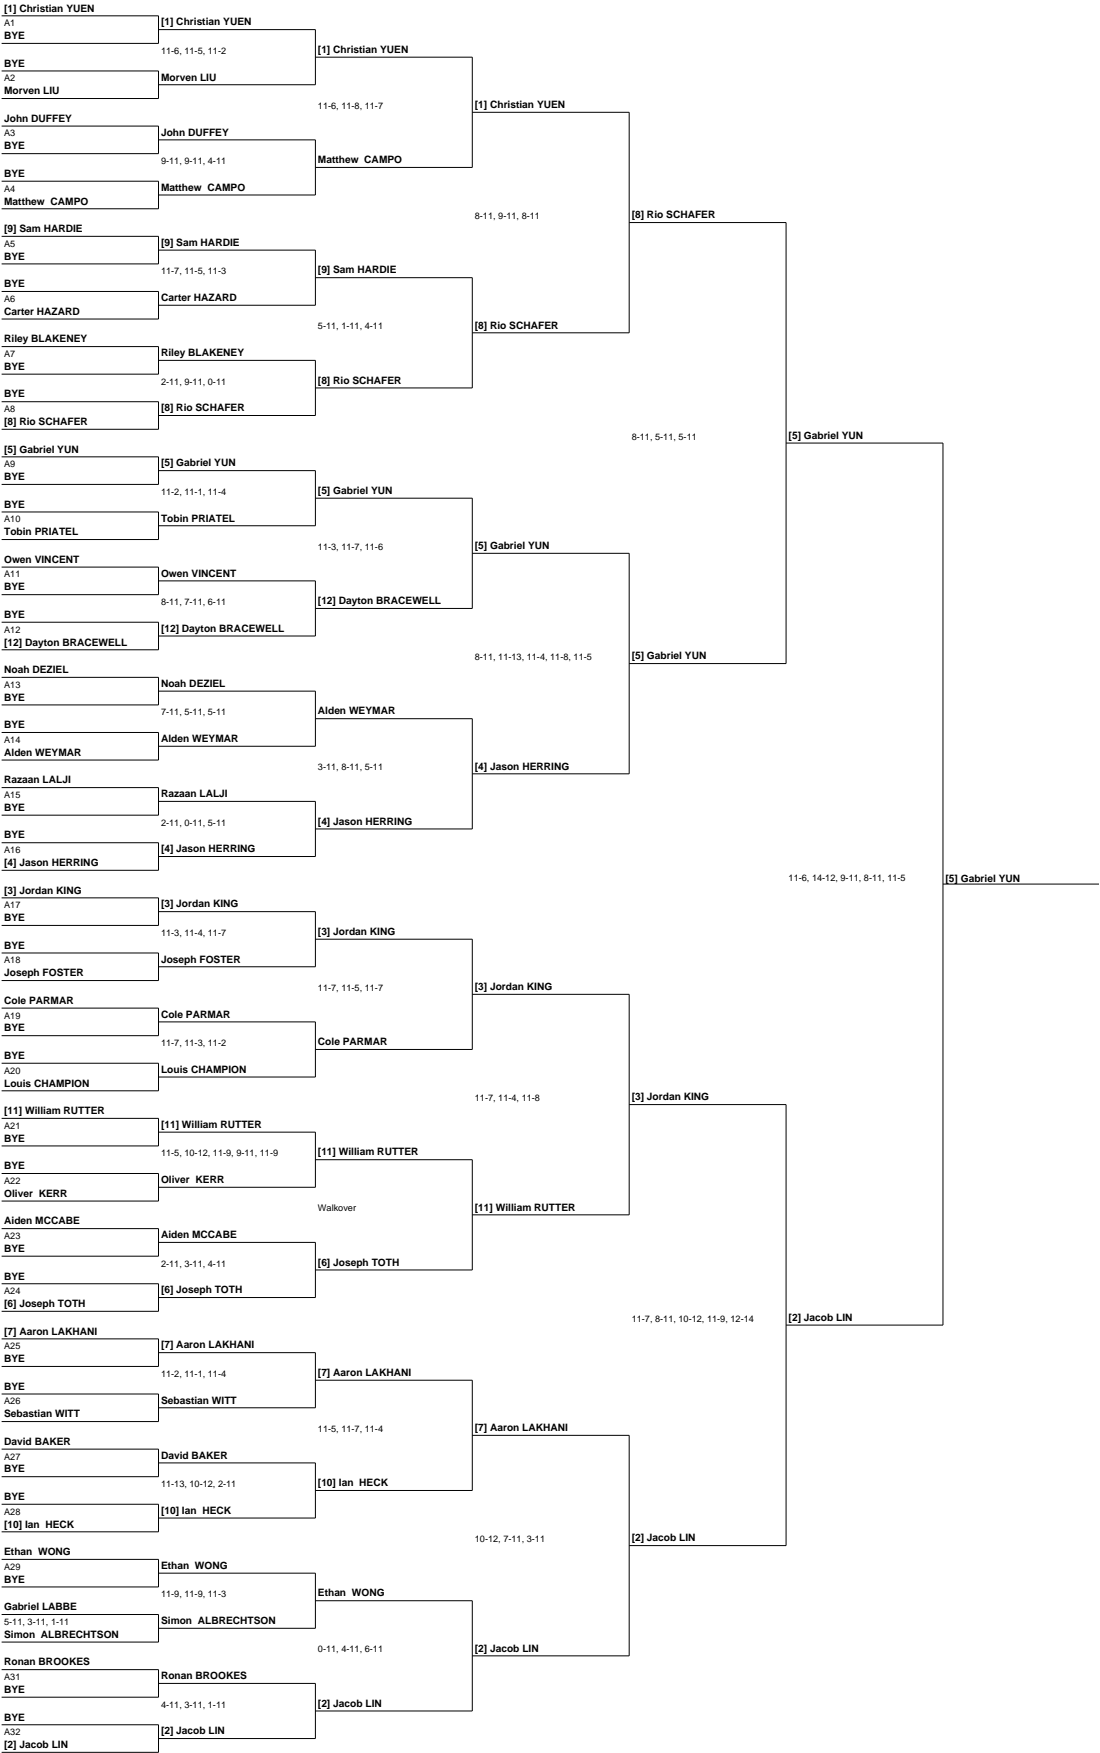 [1] Christian YUEN
A1
BYE
[1] Christian YUEN
11-6, 11-5, 11-2
BYE
A2
Morven LIU
Morven LIU
[1] Christian YUEN
11-6, 11-8, 11-7
John DUFFEY
A3
BYE
John DUFFEY
9-11, 9-11, 4-11
BYE
A4
Matthew  CAMPO
Matthew  CAMPO
Matthew  CAMPO
[1] Christian YUEN
8-11, 9-11, 8-11
[9] Sam HARDIE
A5
BYE
[9] Sam HARDIE
11-7, 11-5, 11-3
BYE
A6
Carter HAZARD
Carter HAZARD
[9] Sam HARDIE
5-11, 1-11, 4-11
Riley BLAKENEY
A7
BYE
Riley BLAKENEY
2-11, 9-11, 0-11
BYE
A8
[8] Rio SCHAFER
[8] Rio SCHAFER
[8] Rio SCHAFER
[8] Rio SCHAFER
[8] Rio SCHAFER
8-11, 5-11, 5-11
[5] Gabriel YUN
A9
BYE
[5] Gabriel YUN
11-2, 11-1, 11-4
BYE
A10
Tobin PRIATEL
Tobin PRIATEL
[5] Gabriel YUN
11-3, 11-7, 11-6
Owen VINCENT
A11
BYE
Owen VINCENT
8-11, 7-11, 6-11
BYE
A12
[12] Dayton BRACEWELL
[12] Dayton BRACEWELL
[12] Dayton BRACEWELL
[5] Gabriel YUN
8-11, 11-13, 11-4, 11-8, 11-5
Noah DEZIEL
A13
BYE
Noah DEZIEL
7-11, 5-11, 5-11
BYE
A14
Alden WEYMAR
Alden WEYMAR
Alden WEYMAR
3-11, 8-11, 5-11
Razaan LALJI
A15
BYE
Razaan LALJI
2-11, 0-11, 5-11
BYE
A16
[4] Jason HERRING
[4] Jason HERRING
[4] Jason HERRING
[4] Jason HERRING
[5] Gabriel YUN
[5] Gabriel YUN
11-6, 14-12, 9-11, 8-11, 11-5
[5] Gabriel YUN
[3] Jordan KING
A17
BYE
[3] Jordan KING
11-3, 11-4, 11-7
BYE
A18
Joseph FOSTER
Joseph FOSTER
[3] Jordan KING
11-7, 11-5, 11-7
Cole PARMAR
A19
BYE
Cole PARMAR
11-7, 11-3, 11-2
BYE
A20
Louis CHAMPION
Louis CHAMPION
Cole PARMAR
[3] Jordan KING
11-7, 11-4, 11-8
[11] William RUTTER
A21
BYE
[11] William RUTTER
11-5, 10-12, 11-9, 9-11, 11-9
BYE
A22
Oliver  KERR
Oliver  KERR
[11] William RUTTER
Walkover
Aiden MCCABE
A23
BYE
Aiden MCCABE
2-11, 3-11, 4-11
BYE
A24
[6] Joseph TOTH
[6] Joseph TOTH
[6] Joseph TOTH
[11] William RUTTER
[3] Jordan KING
11-7, 8-11, 10-12, 11-9, 12-14
[7] Aaron LAKHANI
A25
BYE
[7] Aaron LAKHANI
11-2, 11-1, 11-4
BYE
A26
Sebastian WITT
Sebastian WITT
[7] Aaron LAKHANI
11-5, 11-7, 11-4
David BAKER
A27
BYE
David BAKER
11-13, 10-12, 2-11
BYE
A28
[10] Ian  HECK
[10] Ian  HECK
[10] Ian  HECK
[7] Aaron LAKHANI
10-12, 7-11, 3-11
Ethan  WONG
A29
BYE
Ethan  WONG
11-9, 11-9, 11-3
Gabriel LABBE
5-11, 3-11, 1-11
Simon  ALBRECHTSON
Simon  ALBRECHTSON
Ethan  WONG
0-11, 4-11, 6-11
Ronan BROOKES
A31
BYE
Ronan BROOKES
4-11, 3-11, 1-11
BYE
A32
[2] Jacob LIN
[2] Jacob LIN
[2] Jacob LIN
[2] Jacob LIN
[2] Jacob LIN
[2] Jacob LIN